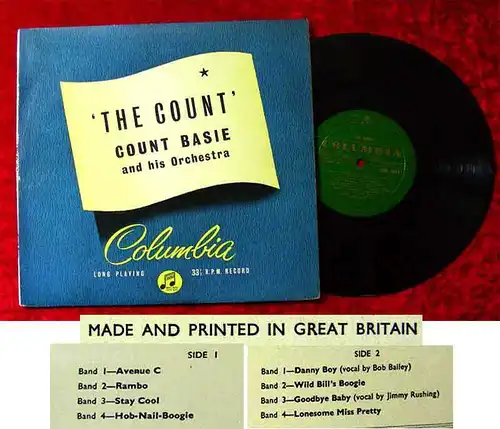 'THE COUNT'
COUNT BASIE
and his Orchestra
Columbia
LONG PLAYING
33⅓ R.P.M. RECORD
COLUMBIA
MADE AND PRINTED IN GREAT BRITAIN
SIDE 1
Band 1—Avenue C
Band 2—Rambo
Band 3—Stay Cool
Band 4—Hob-Nail-Boogie
SIDE 2
Band 1—Danny Boy (vocal by Bob Bailey)
Band 2—Wild Bill's Boogie
Band 3—Goodbye Baby (vocal by Jimmy Rushing)
Band 4—Lonesome Miss Pretty